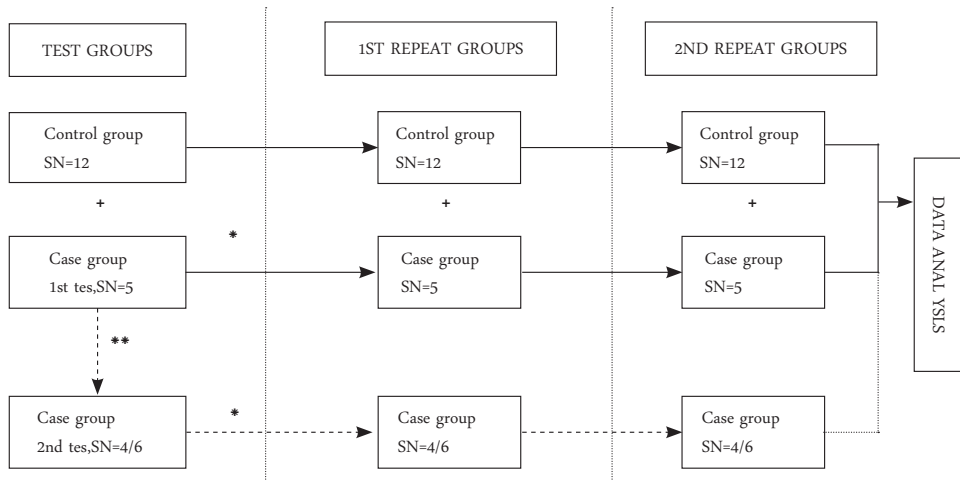 TEST GROUPS
1ST REPEAT GROUPS
2ND REPEAT GROUPS
Control group
SN=12
Control group
SN=12
Control group
SN=12
+
+
+
*
Case group
1st tes,SN=5
Case group
SN=5
Case group
SN=5
DATA ANAL YSLS
**
*
Case group
2nd tes,SN=4/6
Case group
SN=4/6
Case group
SN=4/6